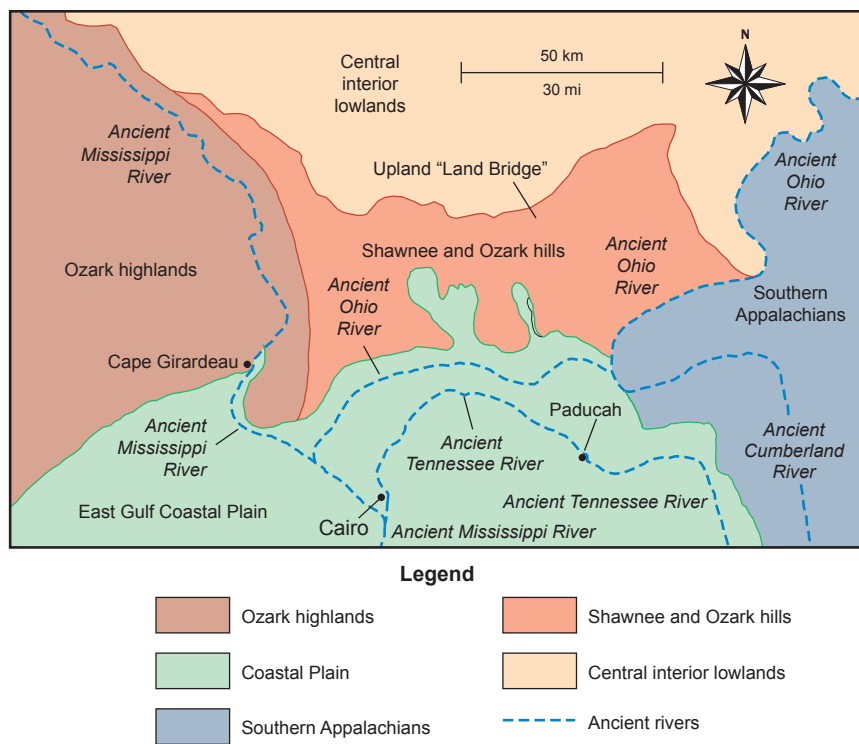 N
50 km
30 mi
Central
interior
lowlands
Ancient
Mississippi
River
Ancient
Ohio
River
Upland “Land Bridge”
Shawnee and Ozark hills
Ancient
Ohio
River
Ozark highlands
Ancient
Ohio
River
Southern
Appalachians
Cape Girardeau
Ancient
Mississippi
River
Paducah
Ancient
Tennessee River
Ancient
Cumberland
River
East Gulf Coastal Plain
Ancient Tennessee River
Cairo
Ancient Mississippi River
Legend
Ozark highlands
Shawnee and Ozark hills
Coastal Plain
Central interior lowlands
Southern Appalachians
Ancient rivers